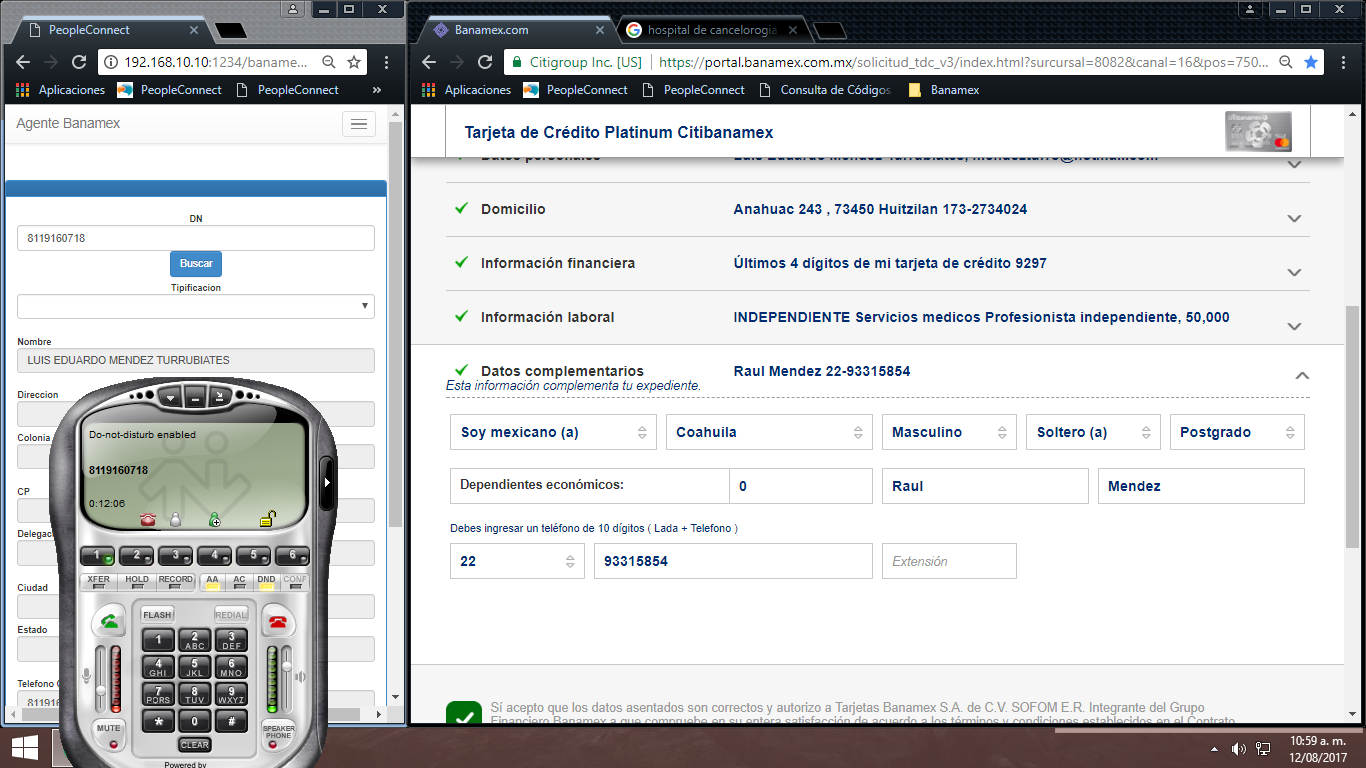 PeopleConnect
192.168.10.10:1234/baname...
Aplicaciones PeopleConnect PeopleConnect »
Agente Banamex
DN
8119160718
Buscar
Tipificacion
Nombre
LUIS EDUARDO MENDEZ TURRUBIATES
Direccion
Colonia
CP
Delegac
Ciudad
Estado
Telefono
81191
Do-not-disturb enabled
8119160718
0:12:06
1 2 3 4 5 6
XFER HOLD RECORD AA AC DND CONF
FLASH REDIAL
1 2 ABC 3 DEF
4 GHI 5 JKL 6 MNO
7 PQRS 8 TUV 9 WXYZ
* 0 #
MUTE
SPEAKER
PHONE
CLEAR
Powered by
Banamex.com
hospital de cancelorogia
Citigroup Inc. [US] https://portal.banamex.com.mx/solicitud_tdc_v3/index.html?surcursal=8082&canal=16&pos=750...
Aplicaciones PeopleConnect PeopleConnect Consulta de Códigos Banamex
Tarjeta de Crédito Platinum Citibanamex
Datos personales
Domicilio Anahuac 243 , 73450 Huitzilan 173-2734024
Información financiera Últimos 4 dígitos de mi tarjeta de crédito 9297
Información laboral INDEPENDIENTE Servicios medicos Profesionista independiente, 50,000
Datos complementarios Raul Mendez 22-93315854
Esta información complementa tu expediente.
Soy mexicano (a) Coahuila Masculino Soltero (a) Postgrado
Dependientes económicos: 0 Raul Mendez
Debes ingresar un teléfono de 10 dígitos ( Lada + Telefono )
22 93315854 Extensión
Sí acepto que los datos asentados son correctos y autorizo a Tarjetas Banamex S.A. de C.V. SOFOM E.R. Integrante del Grupo
Financiero Banamex a que compruebe en su entera satisfacción de acuerdo a los términos y condiciones establecidos en el Contrato
10:59 a. m.
12/08/2017